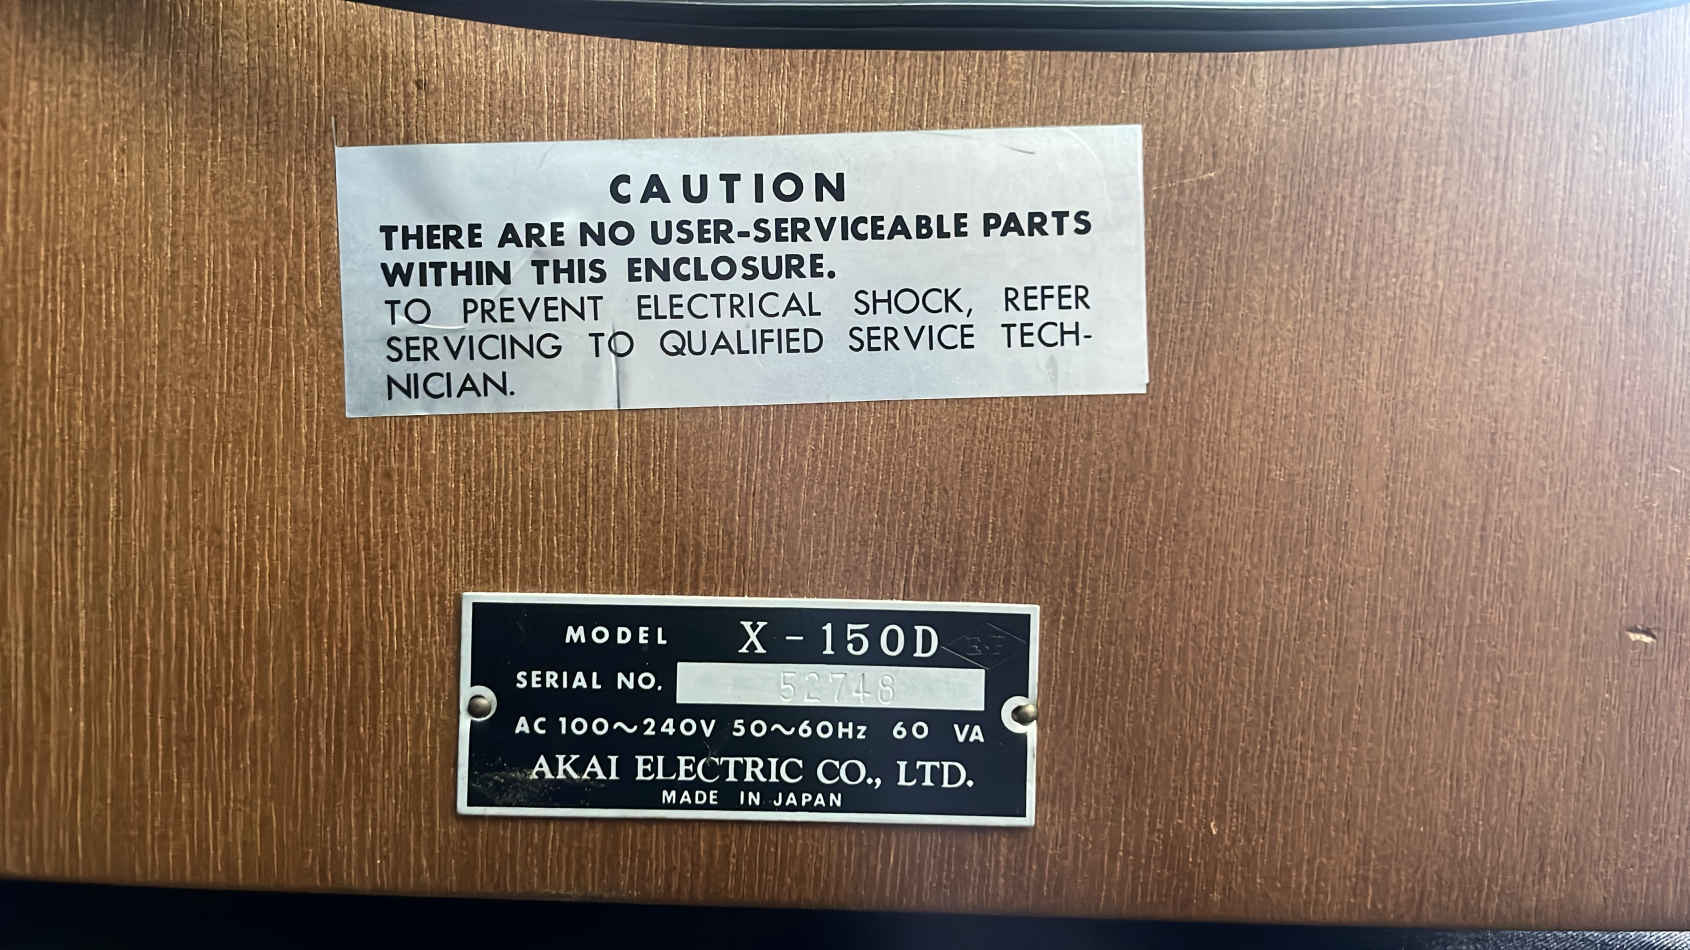 CAUTION
THERE ARE NO USER-SERVICEABLE PARTS
WITHIN THIS ENCLOSURE.
TO PREVENT ELECTRICAL SHOCK, REFER
SERVICING TO QUALIFIED SERVICE TECH-
NICIAN.
MODEL X-150D
SERIAL NO. 52748
AC 100~240V 50~60Hz 60 VA
AKAI ELECTRIC CO., LTD.
MADE IN JAPAN